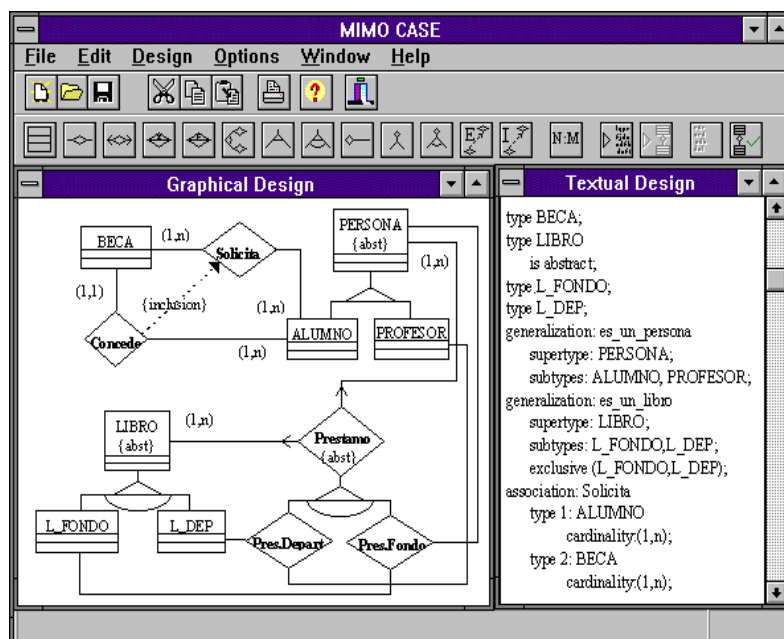 MIMO CASE
File Edit Design Options Window Help
E I N:M
Graphical Design
PERSONA
{abst}
BECA
(1,n)
Solicita
(1,n)
(1,1)
{inclusion}
(1,n)
ALUMNO
PROFESOR
Concede
(1,n)
LIBRO
{abst}
(1,n)
Prestamo
{abst}
L_FONDO
L_DEP
Pres.Depart
Pres.Fondo
Textual Design
type BECA;
type LIBRO
is abstract;
type L_FONDO;
type L_DEP;
generalization: es_un_persona
supertype: PERSONA;
subtypes: ALUMNO, PROFESOR;
generalization: es_un_libro
supertype: LIBRO;
subtypes: L_FONDO,L_DEP;
exclusive (L_FONDO,L_DEP);
association: Solicita
type 1: ALUMNO
cardinality:(1,n);
type 2: BECA
cardinality:(1,n);